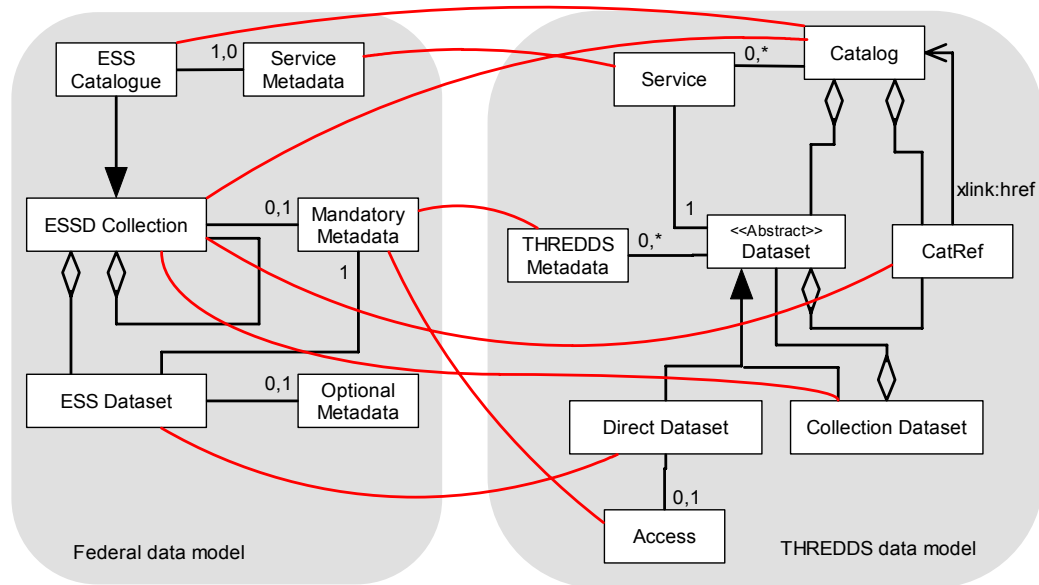 ESS
Catalogue
1,0
Service
Metadata
ESSD Collection
0,1
Mandatory
Metadata
1
ESS Dataset
0,1
Optional
Metadata
Federal data model
Service
0,*
Catalog
xlink:href
1
THREDDS
Metadata
0,*
<<Abstract>>
Dataset
CatRef
Direct Dataset
Collection Dataset
0,1
Access
THREDDS data model